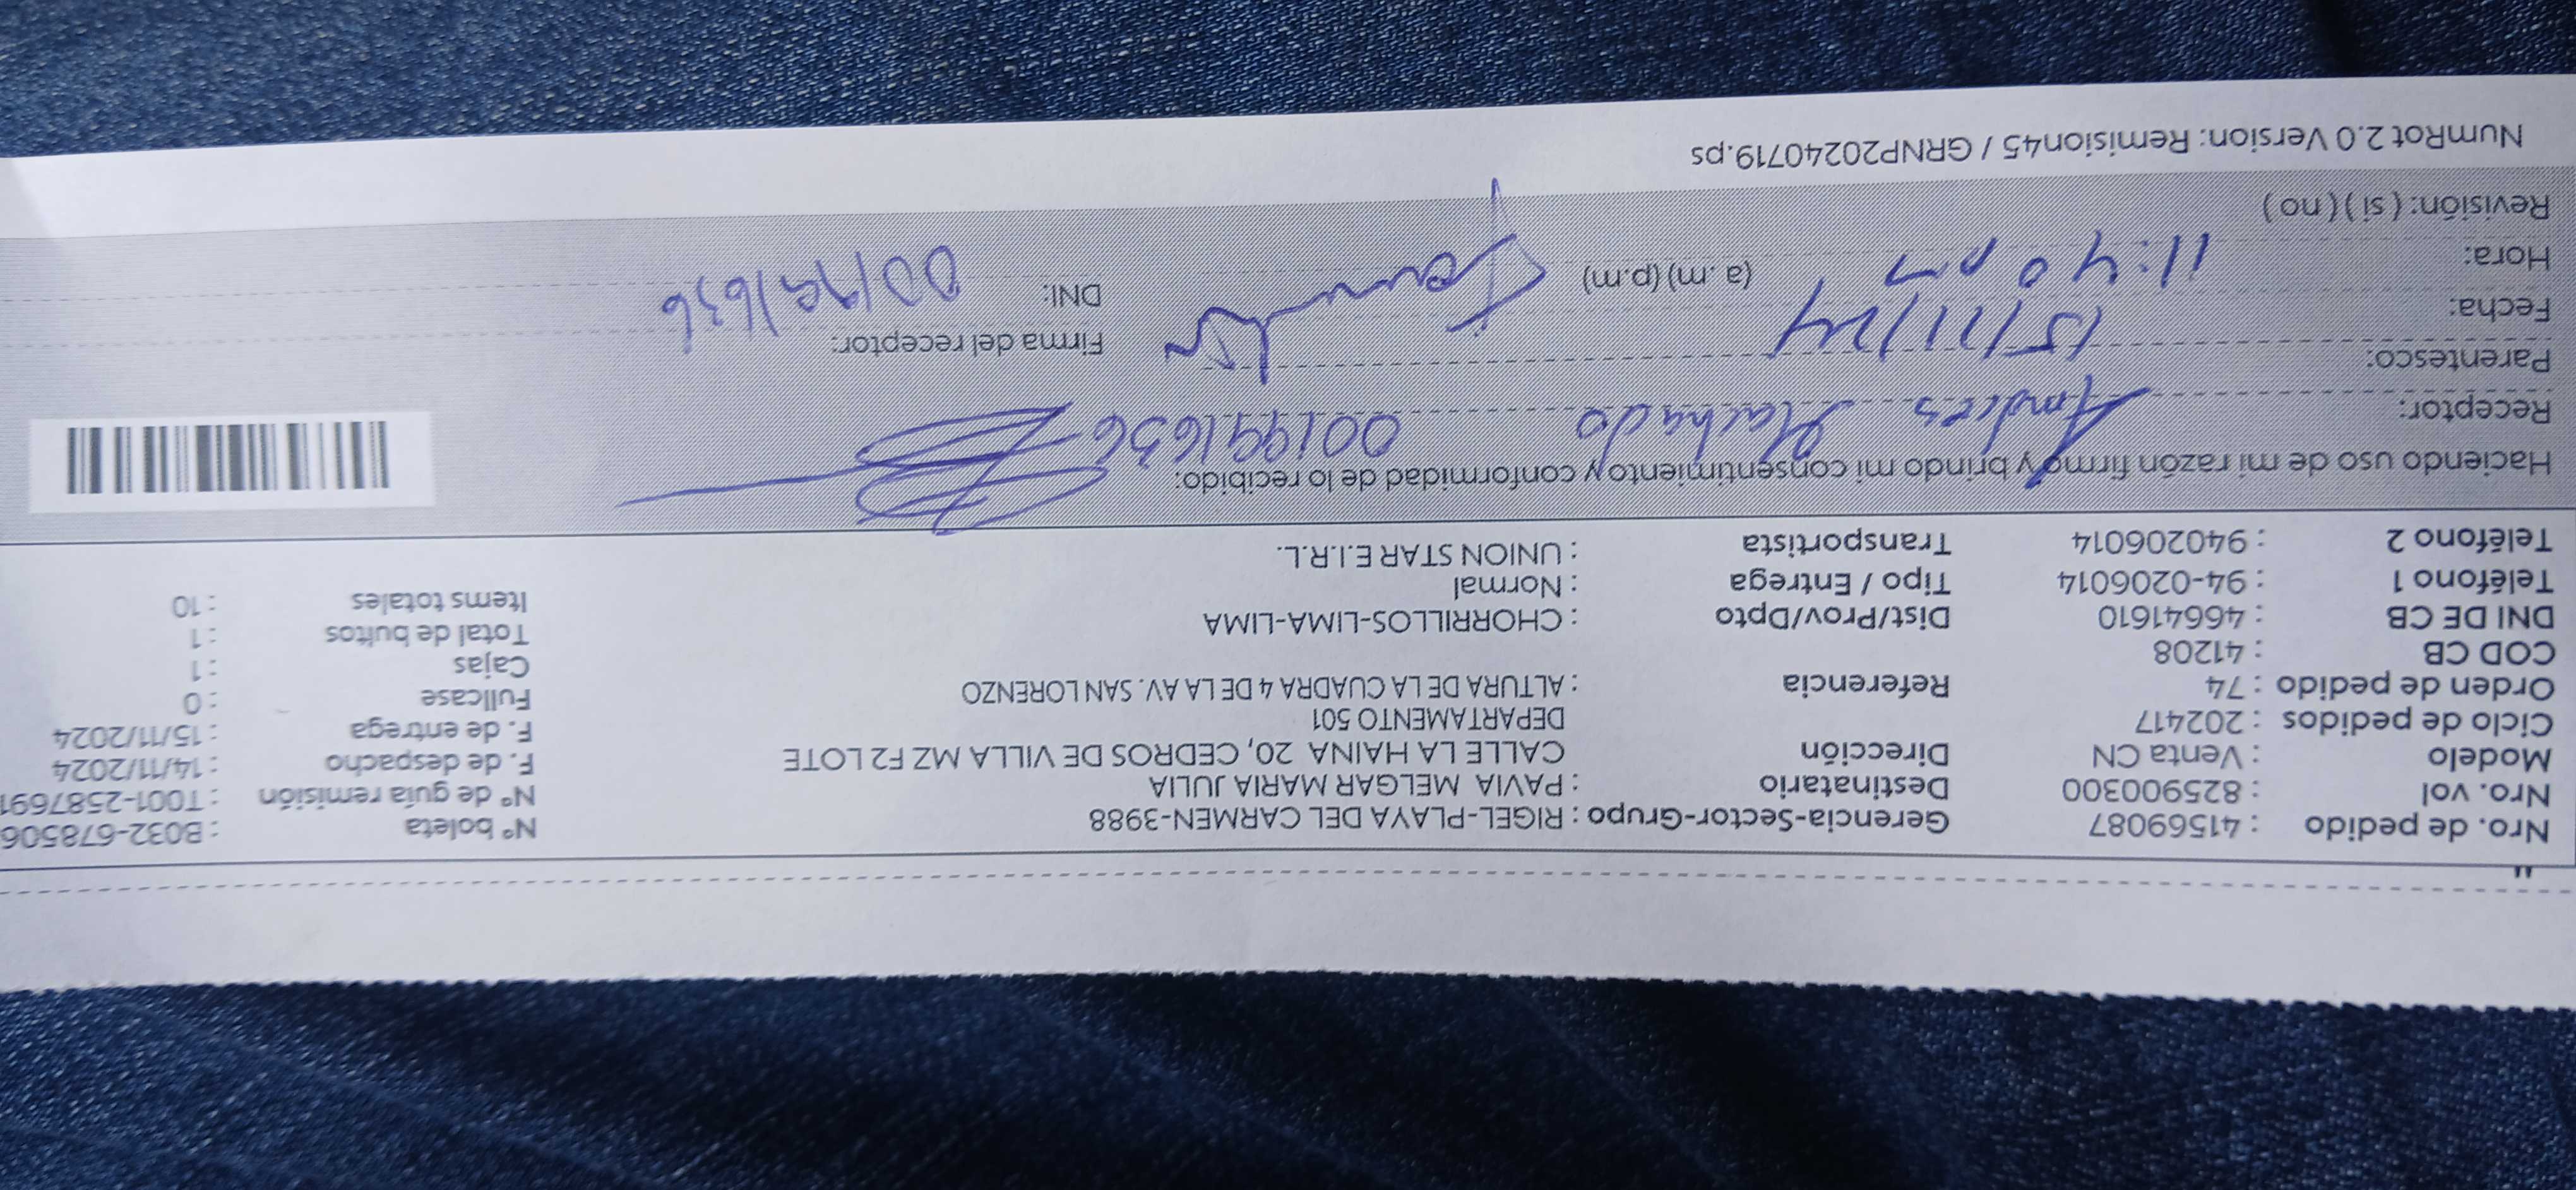 Nro. de pedido : 41569087 Gerencia-Sector-Grupo : RIGEL-PLAYA DEL CARMEN-3988 N° boleta : B032-678506
Nro. vol : 825900300 Destinatario : PAVIA MELGAR MARIA JULIA N° de guía remisión : T001-2587691
Modelo : Venta CN Dirección CALLE LA HAINA 20, CEDROS DE VILLA MZ F2 LOTE F. de despacho : 14/11/2024
Ciclo de pedidos : 202417 DEPARTAMENTO 501 F. de entrega : 15/11/2024
Orden de pedido : 74 Referencia : ALTURA DE LA CUADRA 4 DE LA AV. SAN LORENZO Fullcase : 0
COD CB : 41208 Cajas : 1
DNI DE CB : 46641610 Dist/Prov/Dpto : CHORRILLOS-LIMA-LIMA Total de bultos : 1
Teléfono 1 : 94-0206014 Tipo / Entrega : Normal Items totales : 10
Teléfono 2 : 940206014 Transportista : UNION STAR E.I.R.L.
Haciendo uso de mi razón firmo y brindo mi consentimiento y conformidad de lo recibido:
Receptor: Andres Machado 001991636
Parentesco: Firma del receptor:
Fecha: 15/11/24 DNI: 001991636
Hora: 11:40 pm (a .m) (p.m)
Revisión: ( sí ) ( no )
NumRot 2.0 Version: Remision45 / GRNP20240719.ps